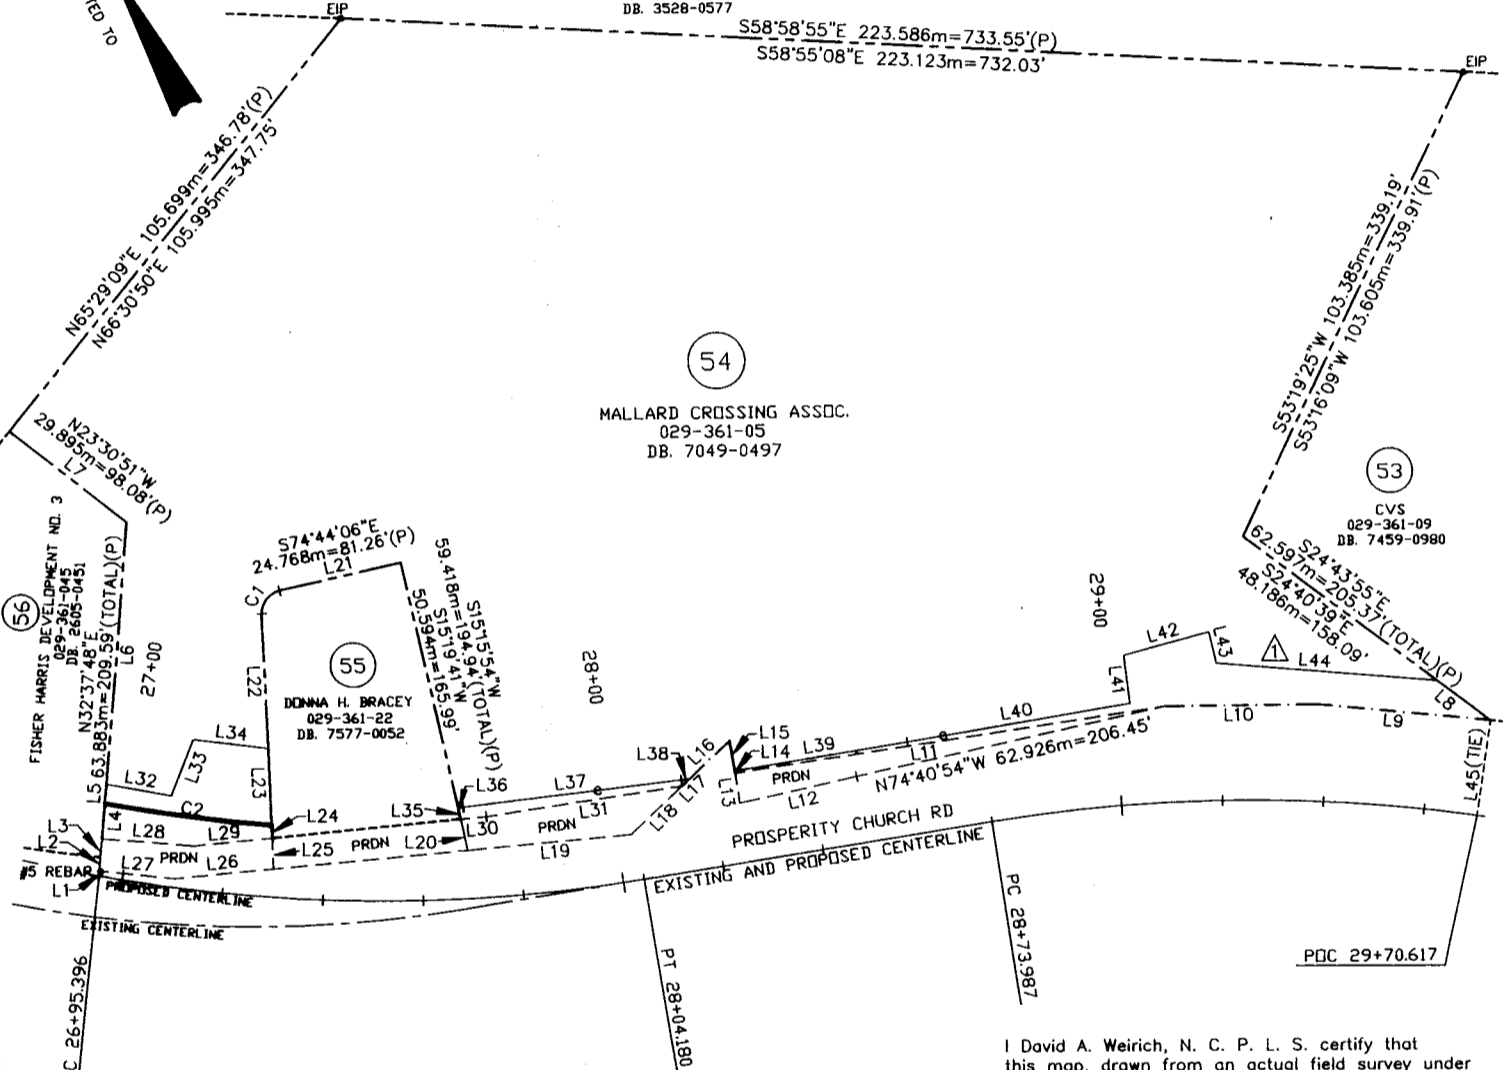 TED TO
EIP
DB. 3528-0577
S58°58'55"E 223.586m=733.55'(P)
S58°55'08"E 223.123m=732.03'
EIP
N65°29'09"E 105.699m=346.78'(P)
N66°30'50"E 105.995m=347.75'
S53°19'25"W 103.385m=339.19'
S53°16'09"W 103.605m=339.91'(P)
54
MALLARD CROSSING ASSOC.
029-361-05
DB. 7049-0497
N23°30'51"W
29.895m=98.08'(P)
L7
53
CVS
029-361-09
DB. 7459-0980
S24°43'55"E
62.597m=205.37'(TOTAL)(P)
S24°40'39"E
48.186m=158.09'
56
FISHER HARRIS DEVELOPMENT NO. 3
029-361-045
DB. 2605-0451
N32°37'48"E
63.883m=209.59'(TOTAL)(P)
L5
L6
27+00
S74°44'06"E
24.768m=81.26'(P)
L21
C1
L22
55
DONNA H. BRACEY
029-361-22
DB. 7577-0052
S15°15'54"W
59.418m=194.94'(TOTAL)(P)
S15°19'41"W
50.594m=165.99'
28+00
29+00
L42
L43
1
L44
L41
L40
L8
L10
L9
L45(TIE)
L34
L33
L32
L23
C2
L4
L3
L2
L28
L29
L24
L35
L36
L37
L38
L16
L15
L14
L39
L11
L17
L13
PRDN
L12
N74°40'54"W 62.926m=206.45'
L18
L31
L30
PRDN
L19
L20
PRDN
L25
L26
PRDN
L27
#5 REBAR
L1
PROPOSED CENTERLINE
EXISTING CENTERLINE
PROSPERITY CHURCH RD
EXISTING AND PROPOSED CENTERLINE
C 26+95.396
PT 28+04.180
PC 28+73.987
POC 29+70.617
I David A. Weirich, N. C. P. L. S. certify that
this map, drawn from an actual field survey under